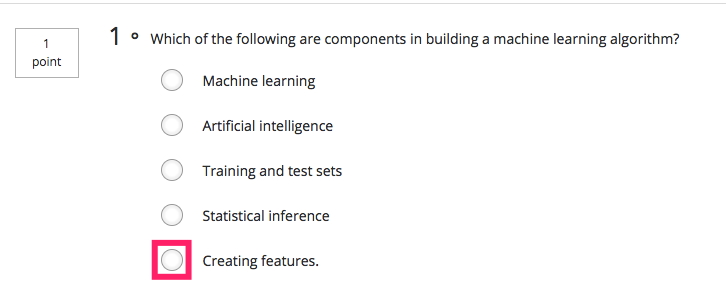 1
point
1. Which of the following are components in building a machine learning algorithm?
Machine learning
Artificial intelligence
Training and test sets
Statistical inference
Creating features.